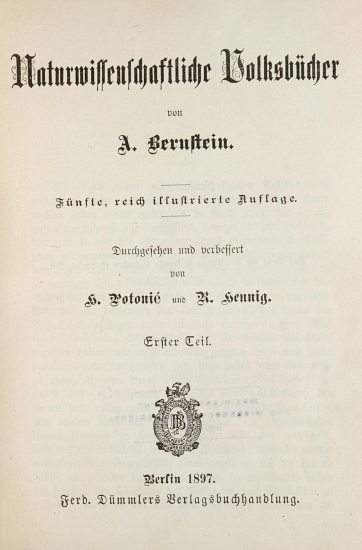 Naturwissenschaftliche Volksbücher
von
A. Bernstein.
Fünfte, reich illustrierte Auflage.
Durchgesehen und verbessert
von
H. Potonié und R. Hennig.
Erster Teil.
Berlin 1897.
Ferd. Dümmlers Verlagsbuchhandlung.